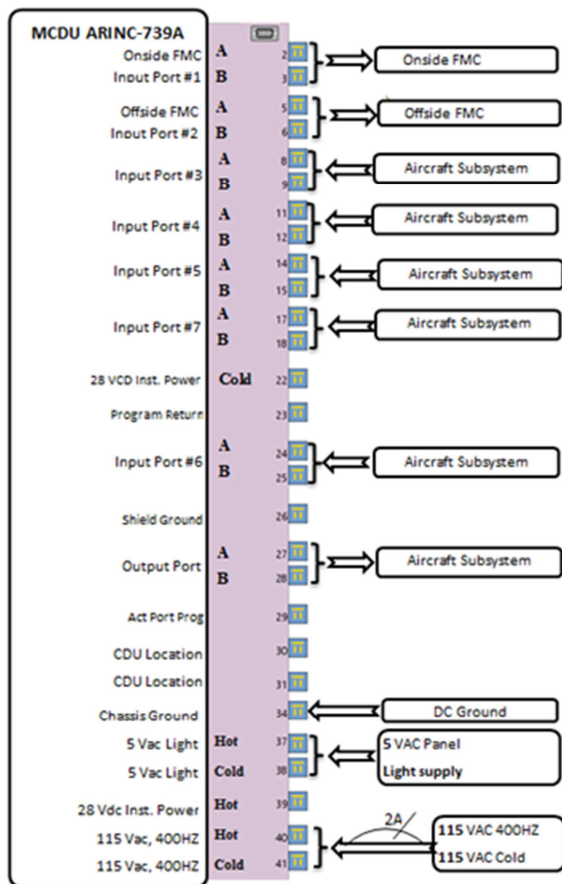 MCDU ARINC-739A
Onside FMC A 2 Onside FMC
Input Port #1 B 3
Offside FMC A 5 Offside FMC
Input Port #2 B 6
Input Port #3 A 8 Aircraft Subsystem
B 9
Input Port #4 A 11 Aircraft Subsystem
B 12
Input Port #5 A 14 Aircraft Subsystem
B 15
Input Port #7 A 17 Aircraft Subsystem
B 18
28 VCD Inst. Power Cold 22
Program Return 23
Input Port #6 A 24 Aircraft Subsystem
B 25
Shield Ground 26
Output Port A 27 Aircraft Subsystem
B 28
Act Port Prog 29
CDU Location 30
CDU Location 31
Chassis Ground 34 DC Ground
5 Vac Light Hot 37 5 VAC Panel
5 Vac Light Cold 38 Light supply
28 Vdc Inst. Power Hot 39
115 Vac, 400HZ Hot 40 2A 115 VAC 400HZ
115 Vac, 400HZ Cold 41 115 VAC Cold